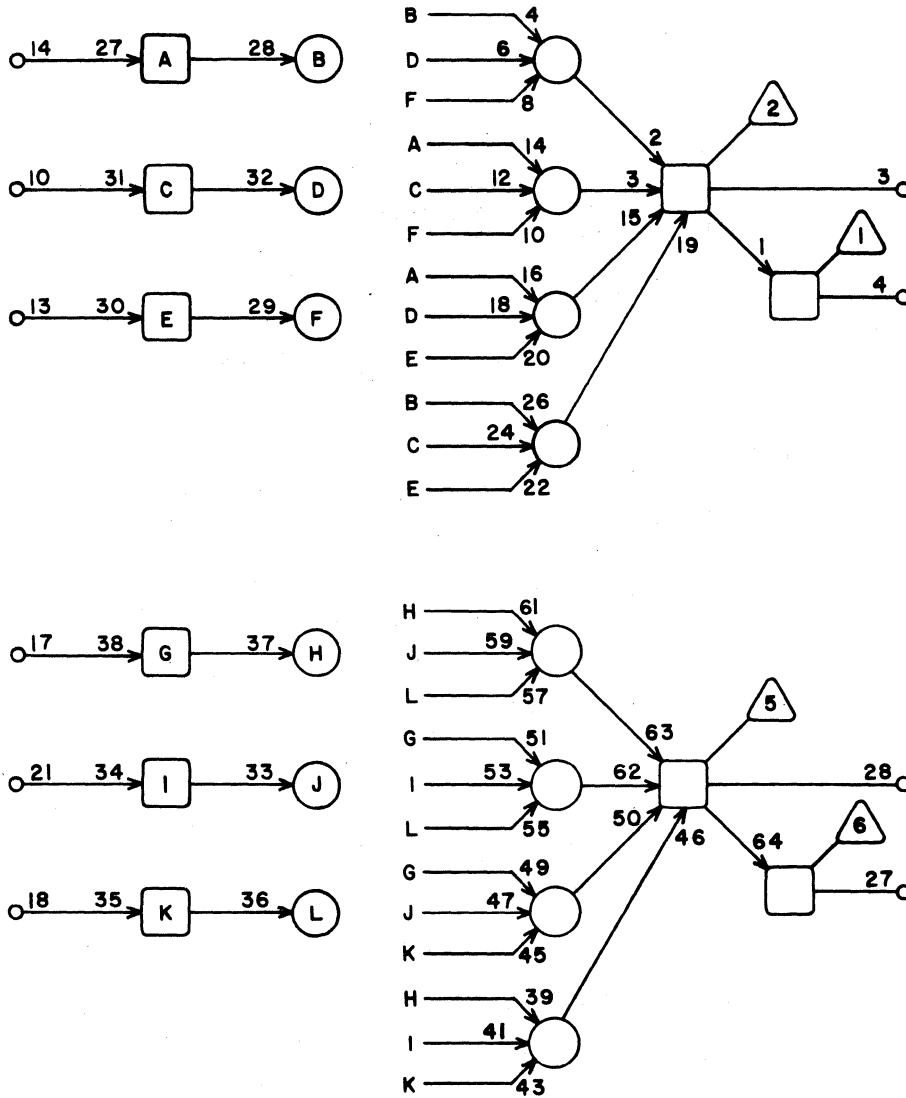 B 4
14 27 A 28 B
D 6
F 8
2
2
A 14
10 31 C 32 D
C 12
3
3
F 10
15
19
1
1
A 16
4
13 30 E 29 F
D 18
E 20
B 26
C 24
E 22
H 61
17 38 G 37 H
J 59
L 57
5
63
G 51
21 34 I 33 J
I 53
62
28
L 55
50
46
64
6
G 49
27
18 35 K 36 L
J 47
K 45
H 39
I 41
K 43